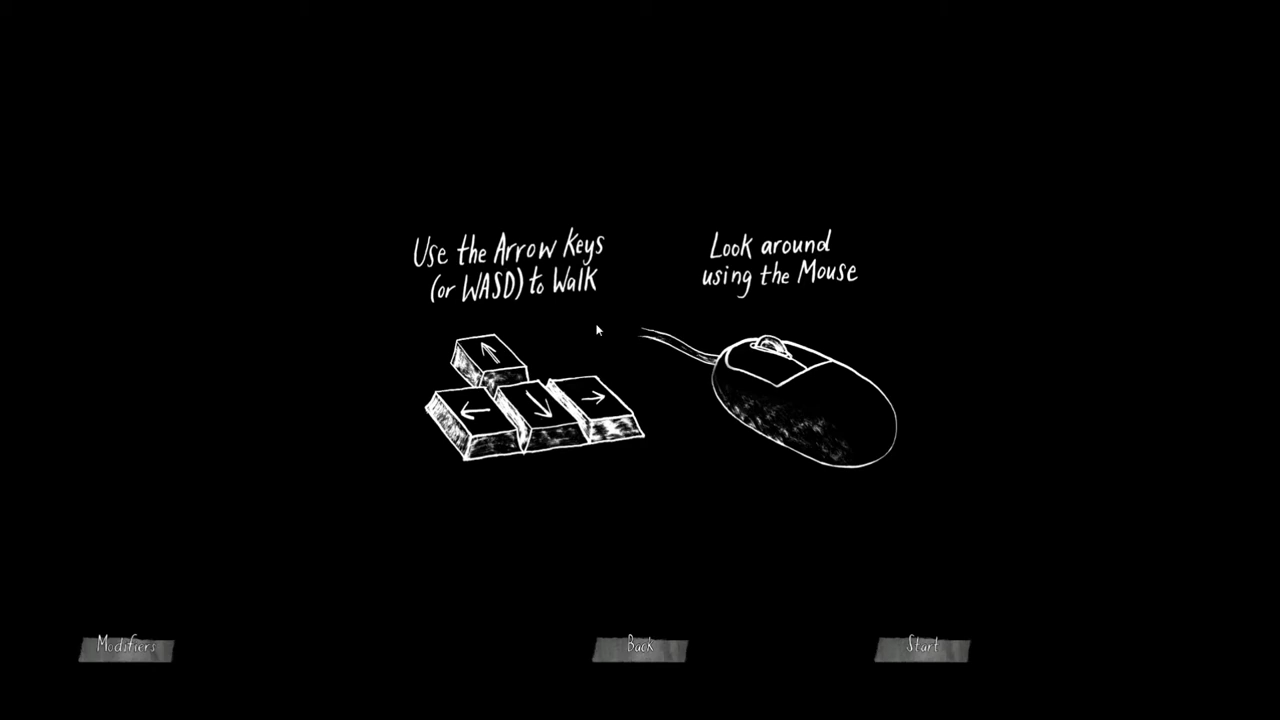 Use the Arrow Keys
(or WASD) to Walk
Look around
using the Mouse
Modifiers
Back
Start